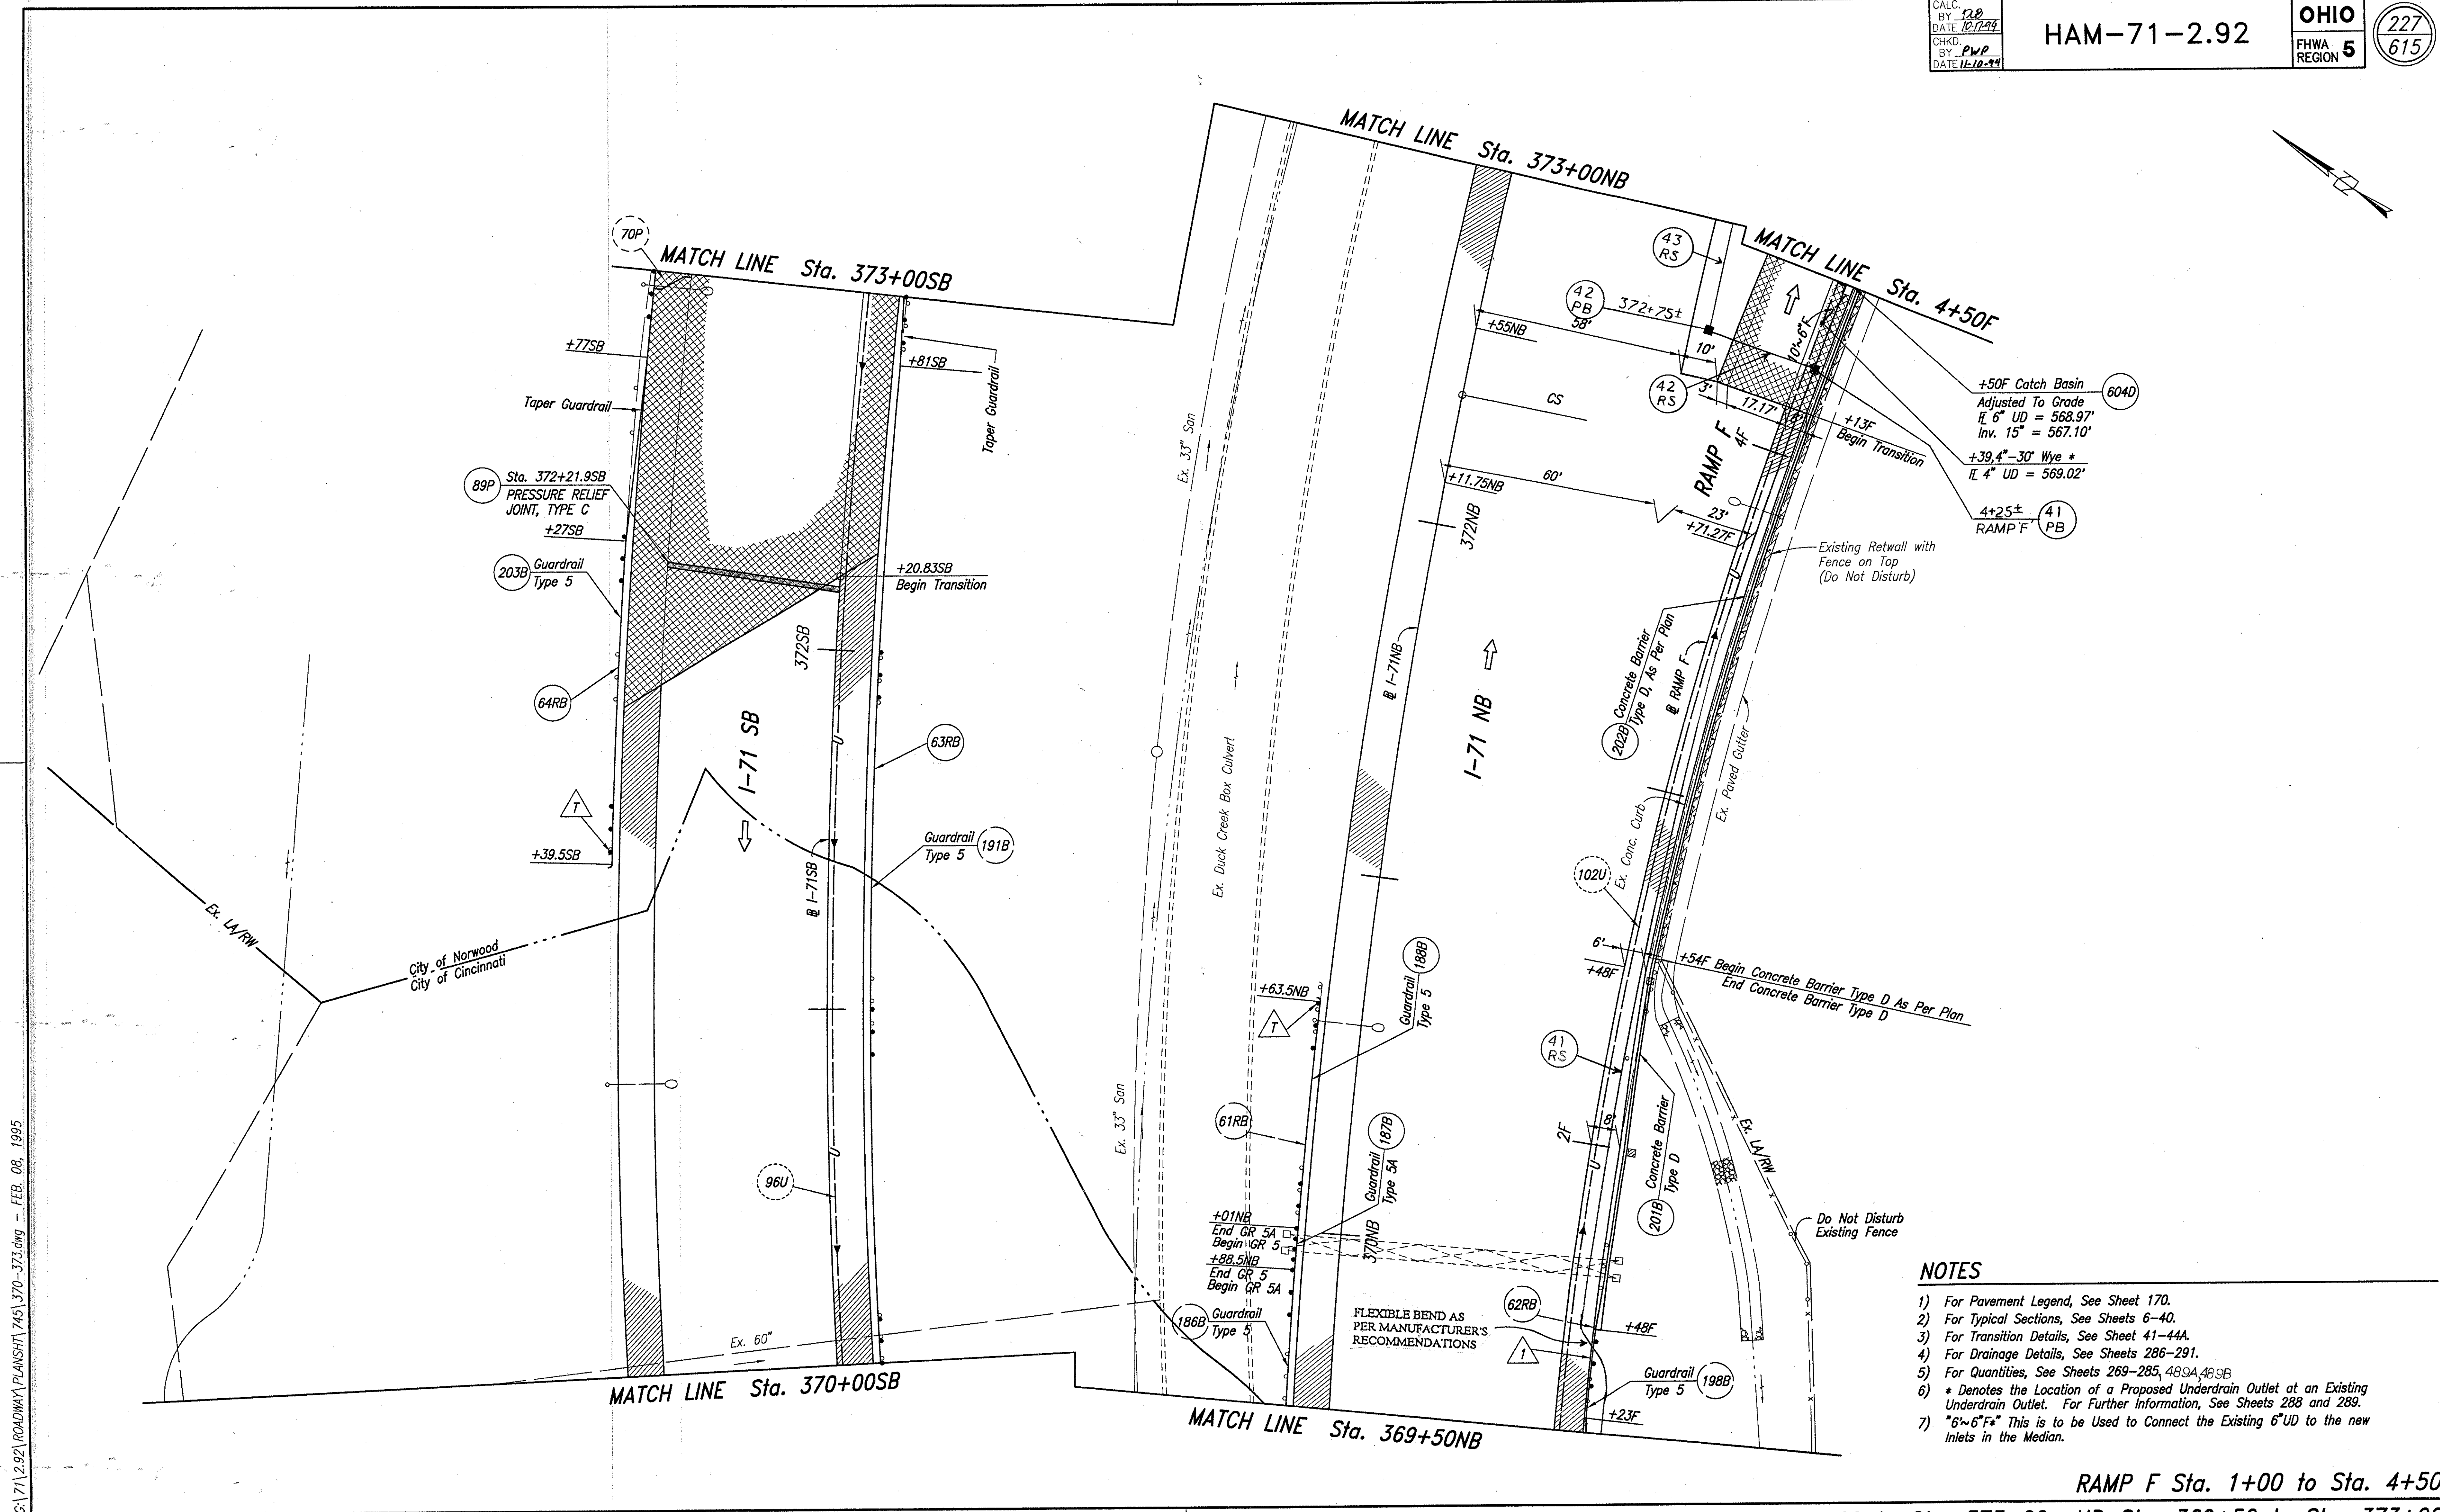 CALC.
BY
DATE 10-17-94
CHKD.
BY PWP
DATE 11-10-94
HAM-71-2.92
OHIO
FHWA
REGION 5
227
615
MATCH LINE Sta. 373+00NB
MATCH LINE Sta. 4+50F
70P
MATCH LINE Sta. 373+00SB
+77SB
Taper Guardrail
+81SB
Taper Guardrail
89P
Sta. 372+21.9SB
PRESSURE RELIEF
JOINT, TYPE C
+27SB
203B
Guardrail
Type 5
+20.83SB
Begin Transition
372SB
64RB
I-71 SB
63RB
T
+39.5SB
Guardrail
Type 5
191B
℄ I-71SB
Ex. LA/RW
City of Norwood
City of Cincinnati
96U
Ex. 60"
MATCH LINE Sta. 370+00SB
Ex. 33" San
Ex. Duck Creek Box Culvert
Ex. 33" San
43
RS
42
PB
372+75±
+55NB
58'
10'
42
RS
3'
17.17'
8'
10'~6"F
+13F
Begin Transition
+50F Catch Basin
604D
Adjusted To Grade
℄ 6" UD = 568.97'
Inv. 15" = 567.10'
+39,4"-30° Wye *
℄ 4" UD = 569.02'
4+25±
RAMP 'F'
41
PB
CS
+11.75NB
60'
RAMP F
4F
23'
+71.27F
372NB
Existing Retwall with
Fence on Top
(Do Not Disturb)
℄ I-71NB
I-71 NB
202B
Concrete Barrier
Type D, As Per Plan
℄ RAMP F
Ex. Paved Gutter
Ex. Conc. Curb
102U
6'
+48F
+54F Begin Concrete Barrier Type D As Per Plan
End Concrete Barrier Type D
+63.5NB
T
Guardrail
Type 5
188B
41
RS
61RB
Guardrail
Type 5A
187B
2F
8'
Concrete Barrier
Type D
201B
Ex. LA/RW
+01NB
End GR 5A
Begin GR 5
+88.5NB
End GR 5
Begin GR 5A
370NB
Do Not Disturb
Existing Fence
186B
Guardrail
Type 5
FLEXIBLE BEND AS
PER MANUFACTURER'S
RECOMMENDATIONS
62RB
1
+48F
Guardrail
Type 5
198B
+23F
MATCH LINE Sta. 369+50NB
NOTES
1) For Pavement Legend, See Sheet 170.
2) For Typical Sections, See Sheets 6-40.
3) For Transition Details, See Sheet 41-44A.
4) For Drainage Details, See Sheets 286-291.
5) For Quantities, See Sheets 269-285, 489A,489B
6) * Denotes the Location of a Proposed Underdrain Outlet at an Existing
Underdrain Outlet. For Further Information, See Sheets 288 and 289.
7) "6'~6"F*" This is to be Used to Connect the Existing 6"UD to the new
Inlets in the Median.
RAMP F Sta. 1+00 to Sta. 4+50
G:\71\2.92\ROADWAY\PLANSHT\745\370-373.dwg - FEB. 08, 1995